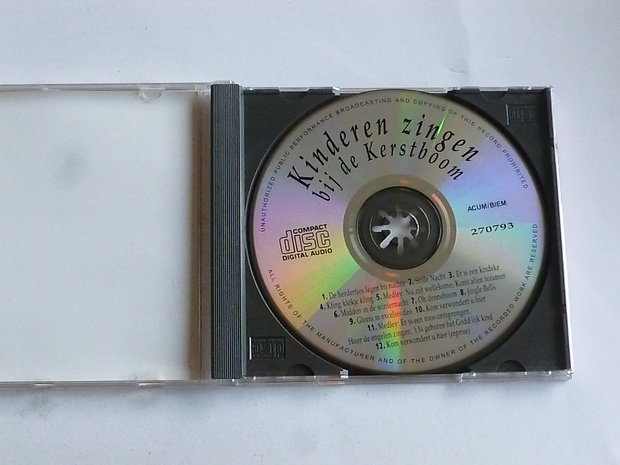 UNAUTHORIZED PUBLIC PERFORMANCE BROADCASTING AND COPYING OF THIS RECORD PROHIBITED
Kinderen zingen
bij de Kerstboom
ACUM/BIEM
270793
COMPACT
disc
DIGITAL AUDIO
1. De herdertjes lagen bij nachte 2. Stille Nacht 3. Er is een kindeke
4. Kling klokje kling 5. Medley: Nu zijt wellekome, Komt allen tezamen
6. Midden in de winternacht 7. Oh denneboom 8. Jingle Bells
9. Gloria in excelsis deo 10. Kom verwondert u hier
11. Medley: Er is een roos ontsprongen,
Hoor de engelen zingen, 't Is geboren het Godd'lijk kind
12. Kom verwondert u hier (reprise)
ALL RIGHTS OF THE MANUFACTURER AND OF THE OWNER OF THE RECORDED WORK ARE RESERVED